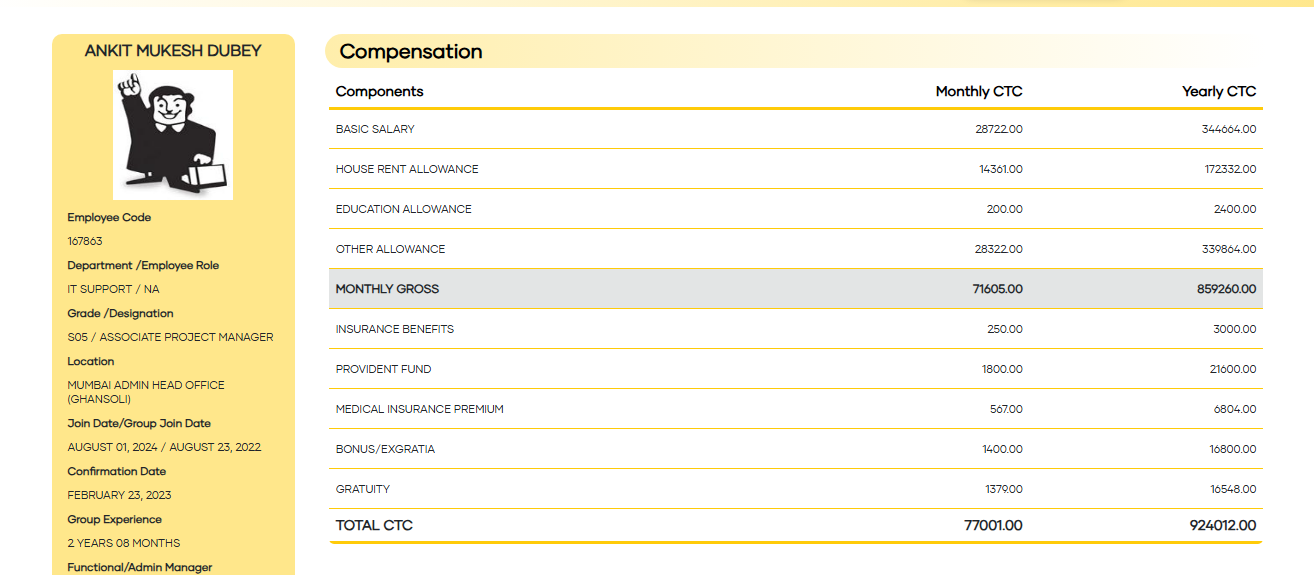 ANKIT MUKESH DUBEY
Employee Code
167863
Department /Employee Role
IT SUPPORT / NA
Grade /Designation
S05 / ASSOCIATE PROJECT MANAGER
Location
MUMBAI ADMIN HEAD OFFICE
(GHANSOLI)
Join Date/Group Join Date
AUGUST 01, 2024 / AUGUST 23, 2022
Confirmation Date
FEBRUARY 23, 2023
Group Experience
2 YEARS 08 MONTHS
Functional/Admin Manager
Compensation
Components Monthly CTC Yearly CTC
BASIC SALARY 28722.00 344664.00
HOUSE RENT ALLOWANCE 14361.00 172332.00
EDUCATION ALLOWANCE 200.00 2400.00
OTHER ALLOWANCE 28322.00 339864.00
MONTHLY GROSS 71605.00 859260.00
INSURANCE BENEFITS 250.00 3000.00
PROVIDENT FUND 1800.00 21600.00
MEDICAL INSURANCE PREMIUM 567.00 6804.00
BONUS/EXGRATIA 1400.00 16800.00
GRATUITY 1379.00 16548.00
TOTAL CTC 77001.00 924012.00